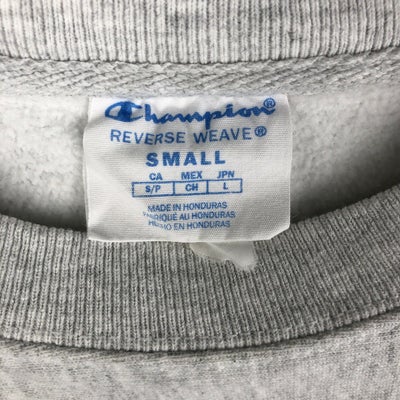 Champion®
REVERSE WEAVE®
SMALL
CA MEX JPN
S/P CH L
MADE IN HONDURAS
FABRIQUÉ AU HONDURAS
HECHO EN HONDURAS